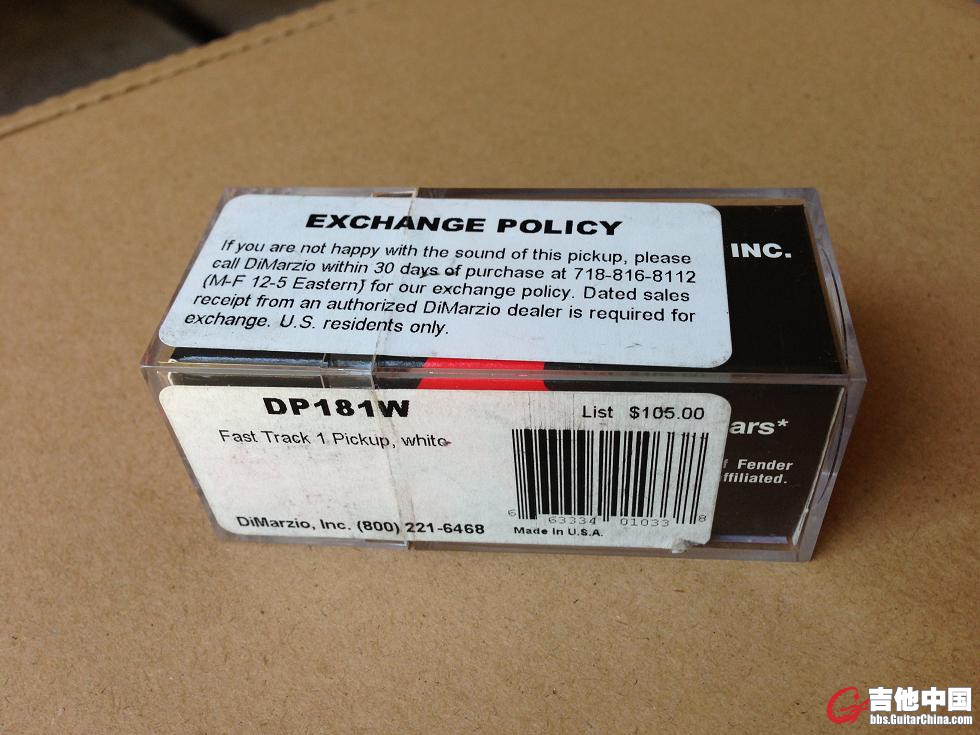 EXCHANGE POLICY
If you are not happy with the sound of this pickup, please
call DiMarzio within 30 days of purchase at 718-816-8112
(M-F 12-5 Eastern) for our exchange policy. Dated sales
receipt from an authorized DiMarzio dealer is required for
exchange. U.S. residents only.
INC.
DP181W
List $105.00
Fast Track 1 Pickup, white
ars*
f Fender
ffiliated.
6 63334 01033 8
DiMarzio, Inc. (800) 221-6468
Made in U.S.A.
吉他中国
bbs.GuitarChina.com